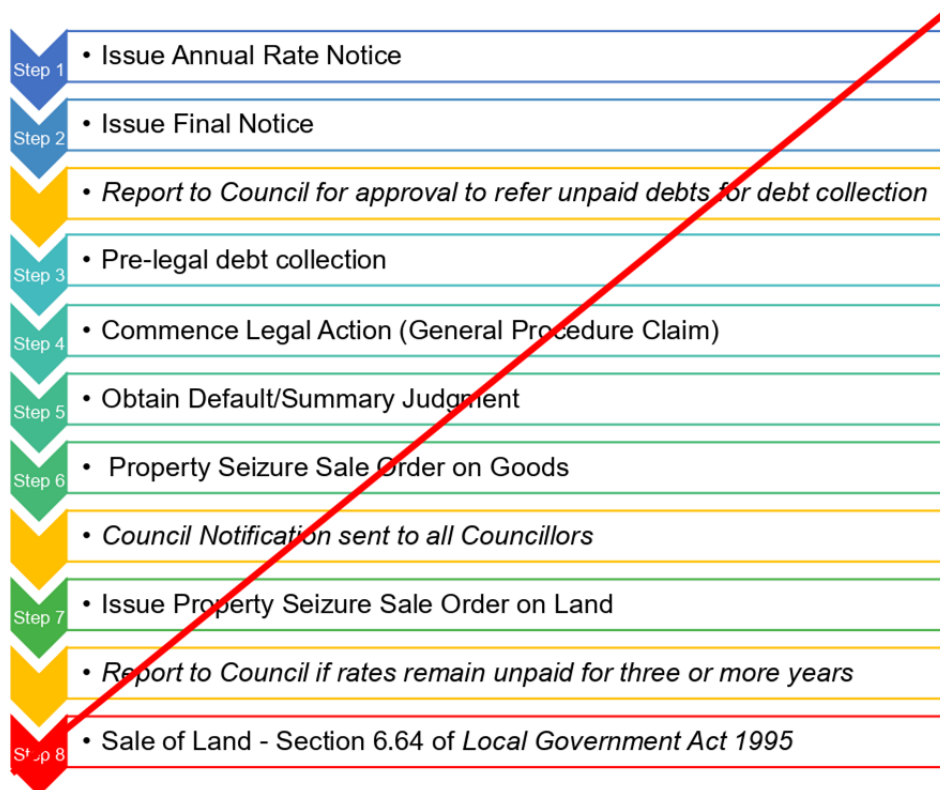 Step 1 • Issue Annual Rate Notice
Step 2 • Issue Final Notice
• Report to Council for approval to refer unpaid debts for debt collection
Step 3 • Pre-legal debt collection
Step 4 • Commence Legal Action (General Procedure Claim)
Step 5 • Obtain Default/Summary Judgment
Step 6 • Property Seizure Sale Order on Goods
• Council Notification sent to all Councillors
Step 7 • Issue Property Seizure Sale Order on Land
• Report to Council if rates remain unpaid for three or more years
Step 8 • Sale of Land - Section 6.64 of Local Government Act 1995